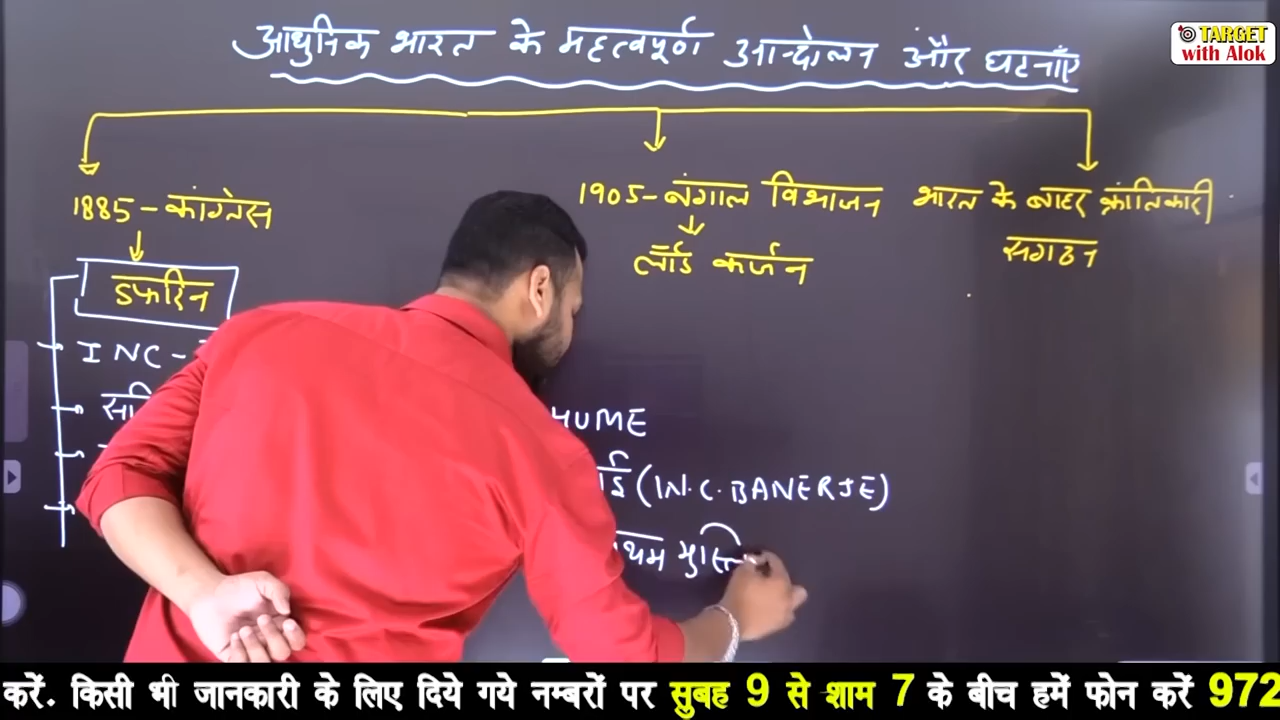 TARGET
with Alok
आधुनिक भारत के महत्वपूर्ण आन्दोलन और घटनाएँ
1885 - कांग्रेस
डफरिन
INC -
1905 - बंगाल विभाजन
लॉर्ड कर्जन
भारत के बाहर क्रांतिकारी
सगठन
HUME
(W.C. BANERJE)
मुस्लि
करें. किसी भी जानकारी के लिए दिये गये नम्बरों पर सुबह 9 से शाम 7 के बीच हमें फोन करें 972